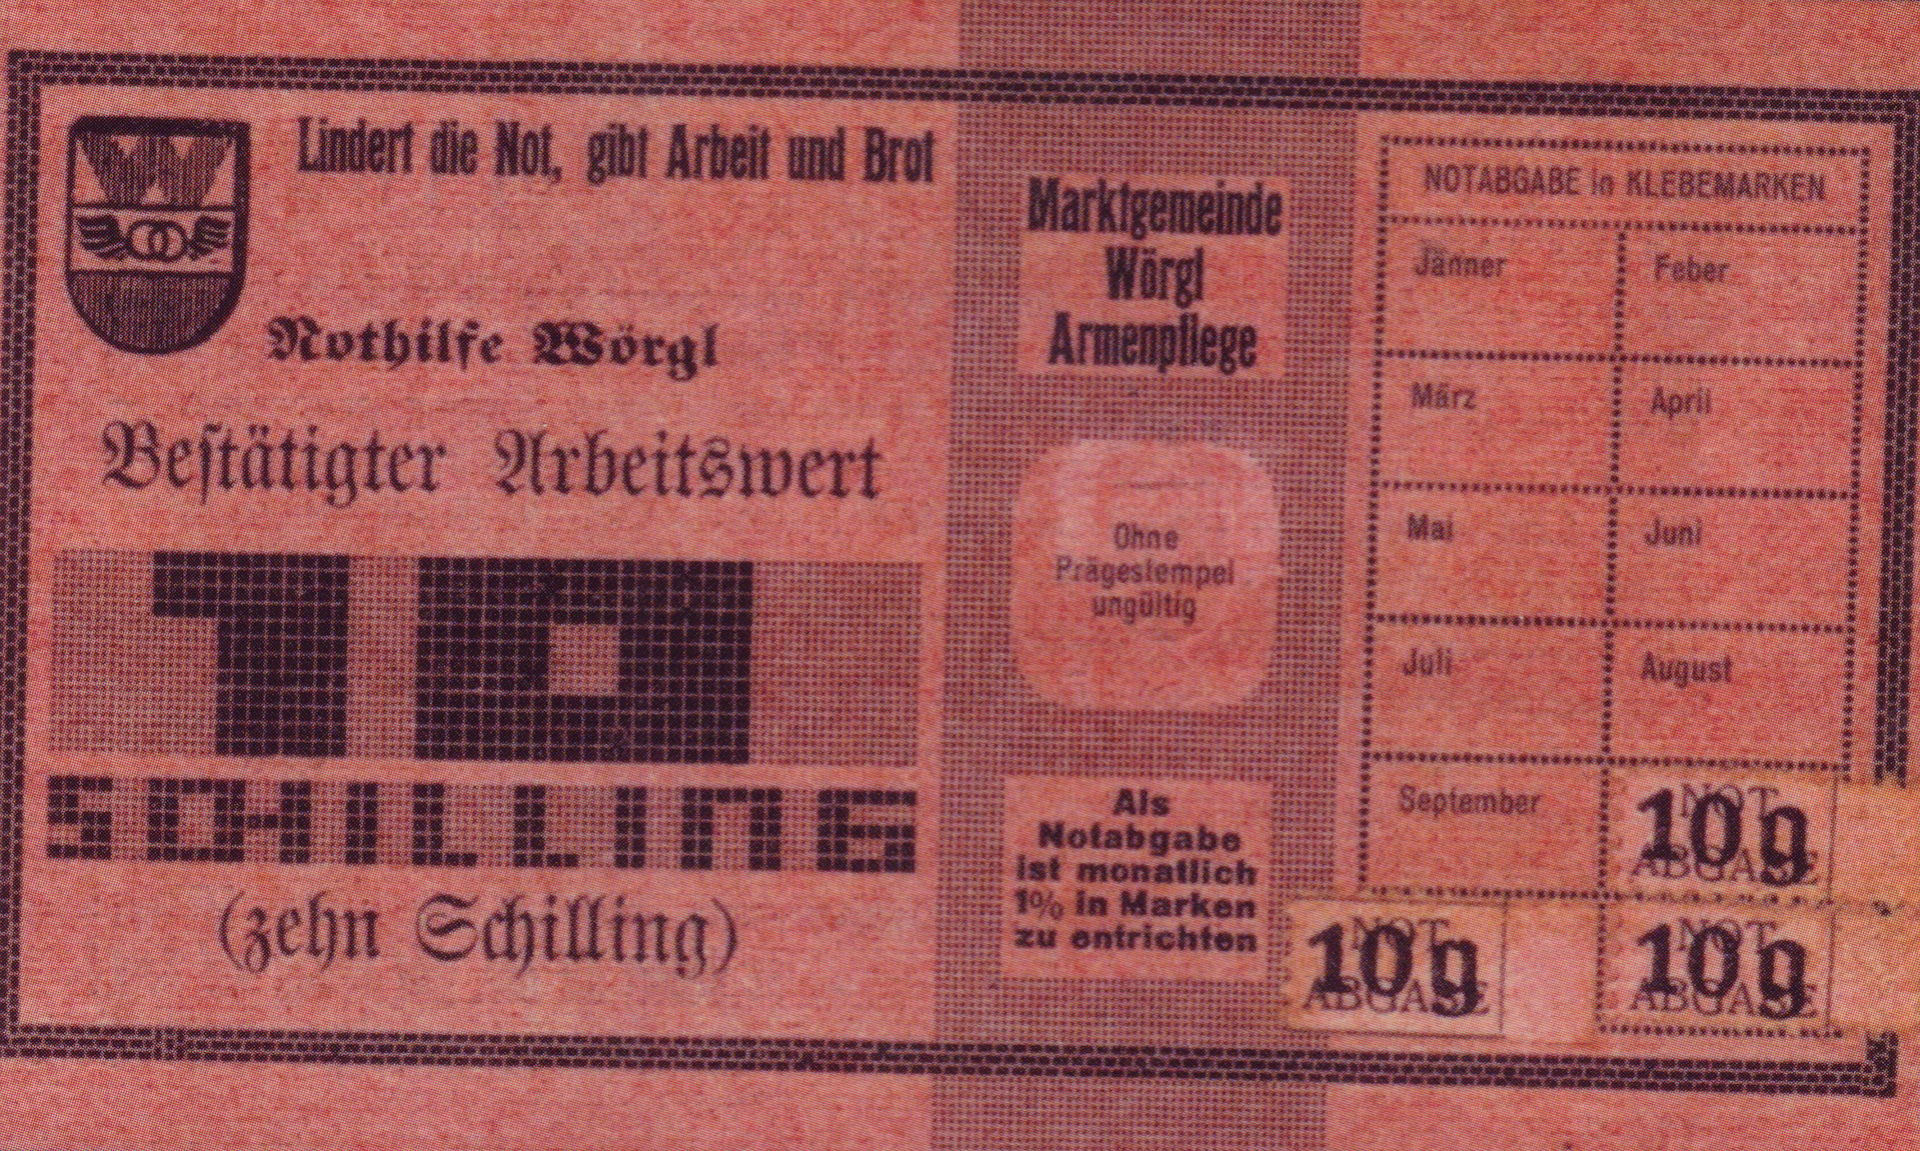 Lindert die Not, gibt Arbeit und Brot
Nothilfe Wörgl
Beſtätigter Arbeitswert
10
SCHILLING
(zehn Schilling)
Marktgemeinde
Wörgl
Armenpflege
Ohne
Prägestempel
ungültig
Als
Notabgabe
ist monatlich
1% in Marken
zu entrichten
NOTABGABE in KLEBEMARKEN
Jänner
Feber
März
April
Mai
Juni
Juli
August
September
NOT
10g
ABGABE
NOT
10g
ABGABE
NOT
10g
ABGABE